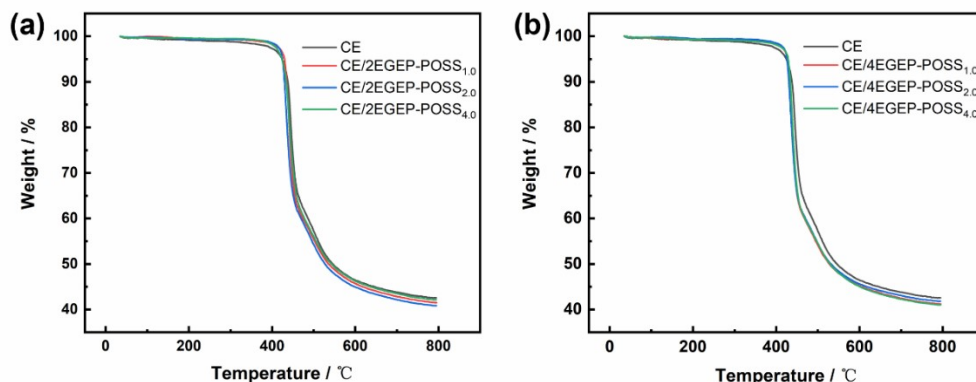 (a)
100
90
80
70
60
50
40
0 200 400 600 800
Weight / %
Temperature / ℃
CE
CE/2EGEP-POSS1.0
CE/2EGEP-POSS2.0
CE/2EGEP-POSS4.0
(b)
100
90
80
70
60
50
40
0 200 400 600 800
Weight / %
Temperature / ℃
CE
CE/4EGEP-POSS1.0
CE/4EGEP-POSS2.0
CE/4EGEP-POSS4.0